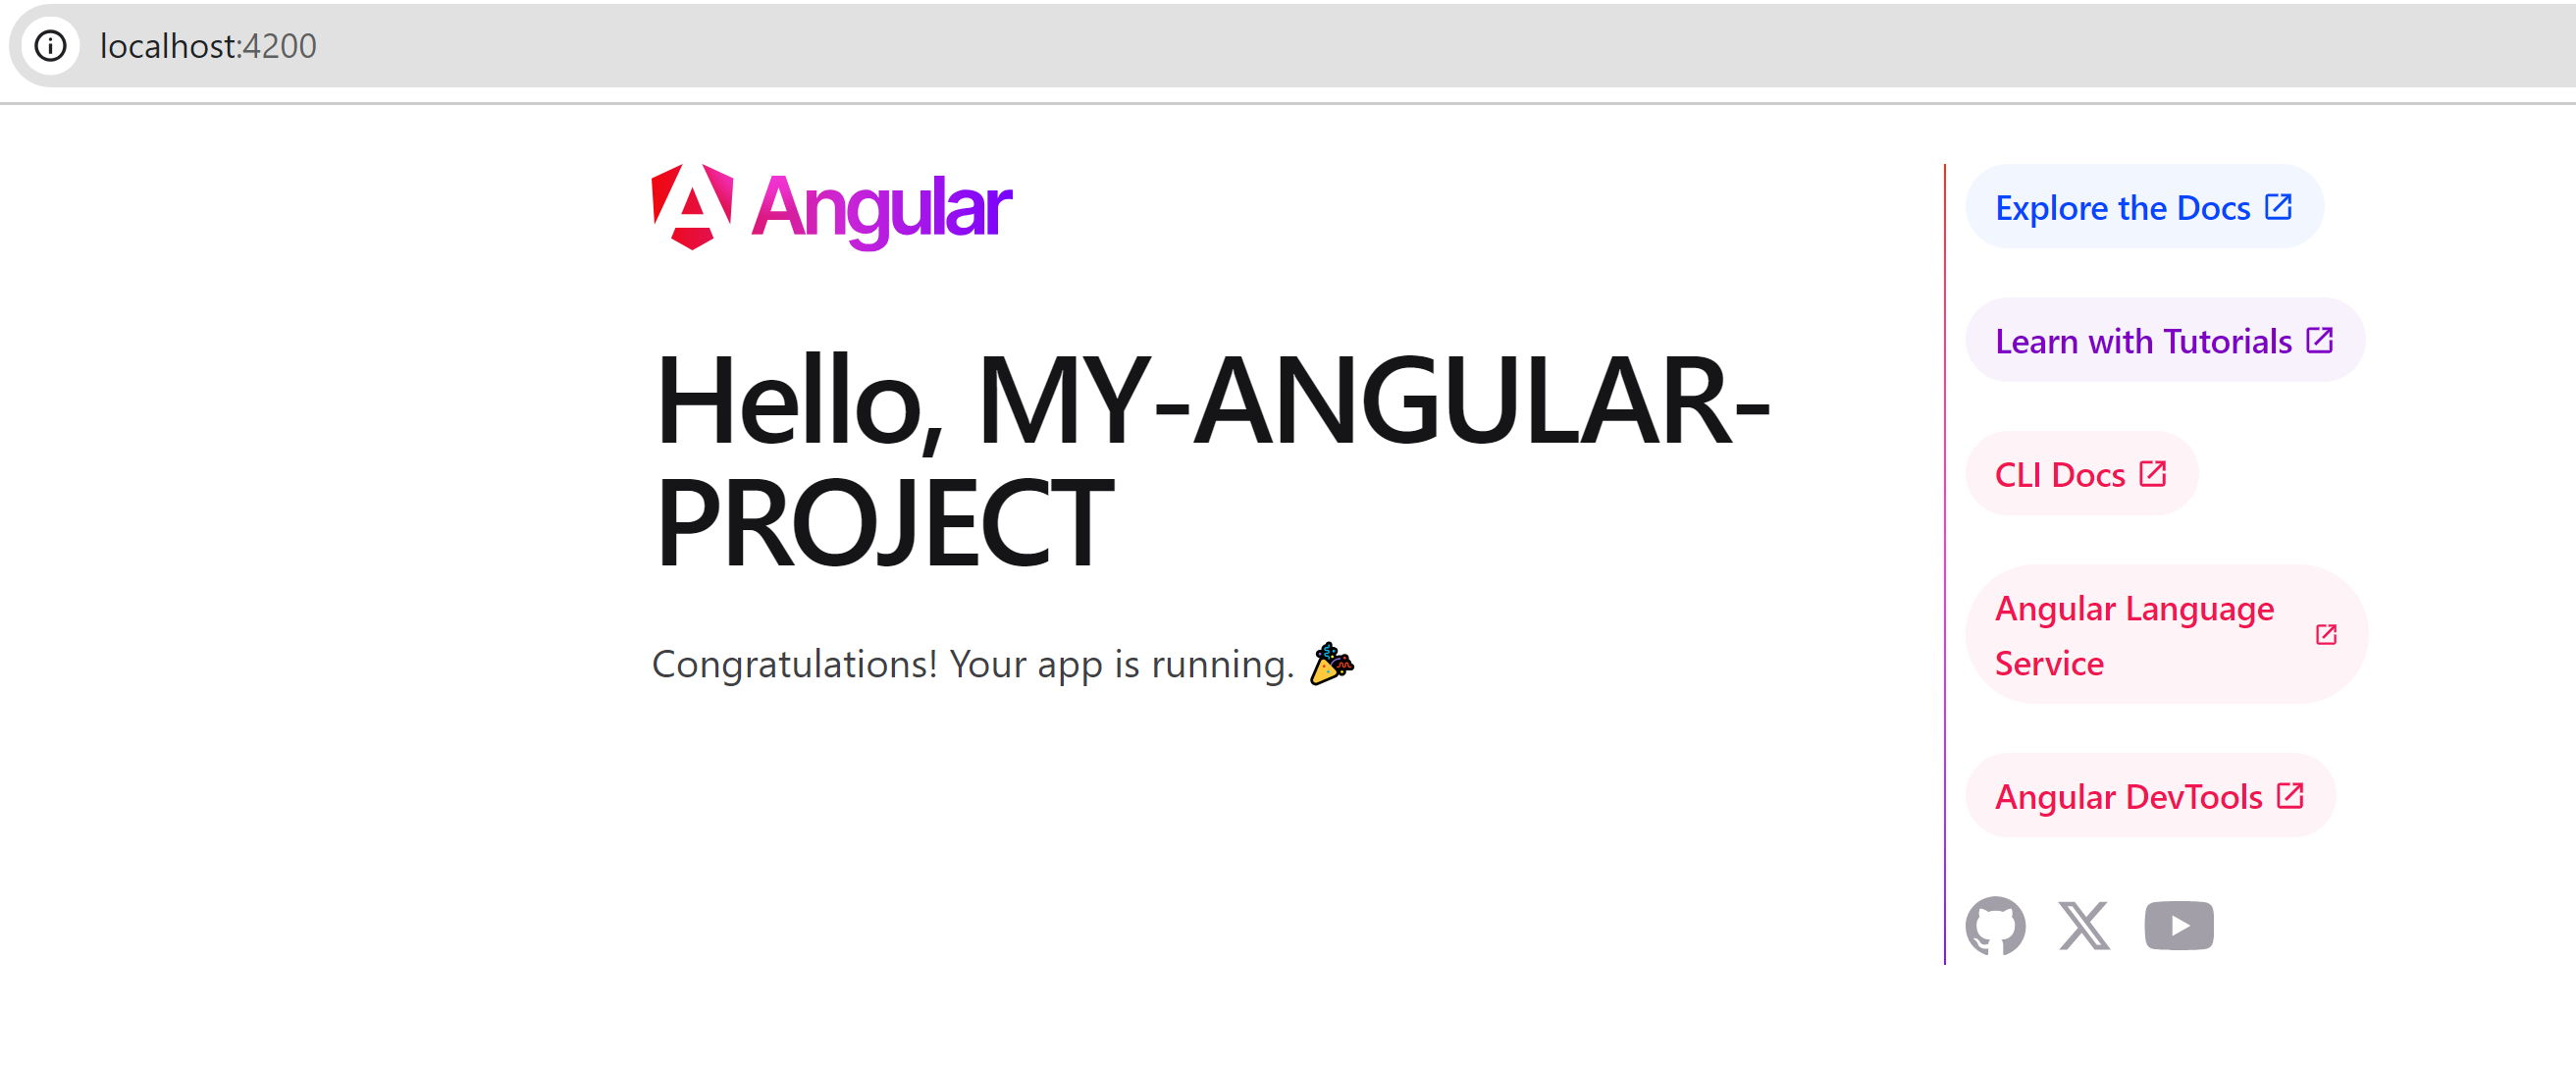 localhost:4200
Angular
Hello, MY-ANGULAR-
PROJECT
Congratulations! Your app is running. 🎉
Explore the Docs
Learn with Tutorials
CLI Docs
Angular Language
Service
Angular DevTools